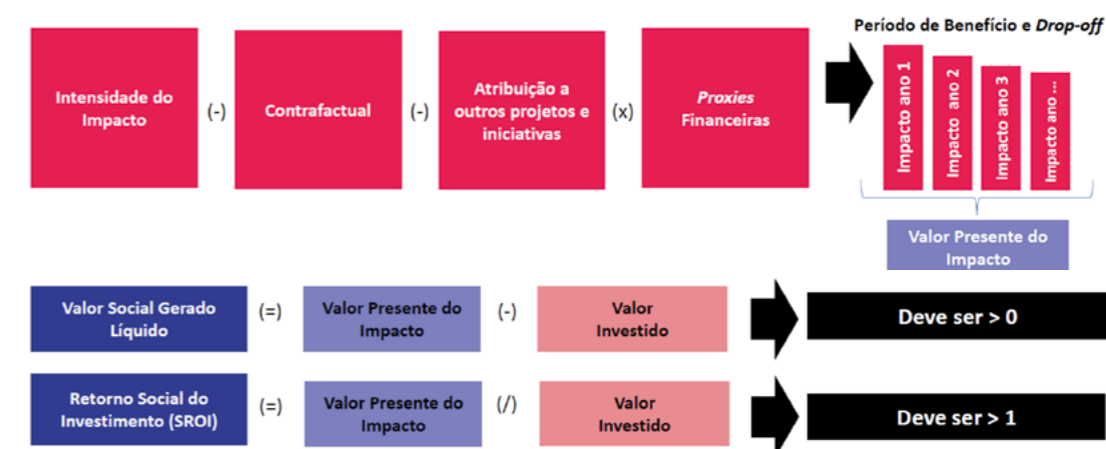 Período de Benefício e Drop-off
Intensidade do
Impacto
(-)
Contrafactual
(-)
Atribuição a
outros projetos e
iniciativas
(x)
Proxies
Financeiras
Impacto ano 1
Impacto ano 2
Impacto ano 3
Impacto ano ...
Valor Presente do
Impacto
Valor Social Gerado
Líquido
(=)
Valor Presente do
Impacto
(-)
Valor
Investido
Deve ser > 0
Retorno Social do
Investimento (SROI)
(=)
Valor Presente do
Impacto
(/)
Valor
Investido
Deve ser > 1